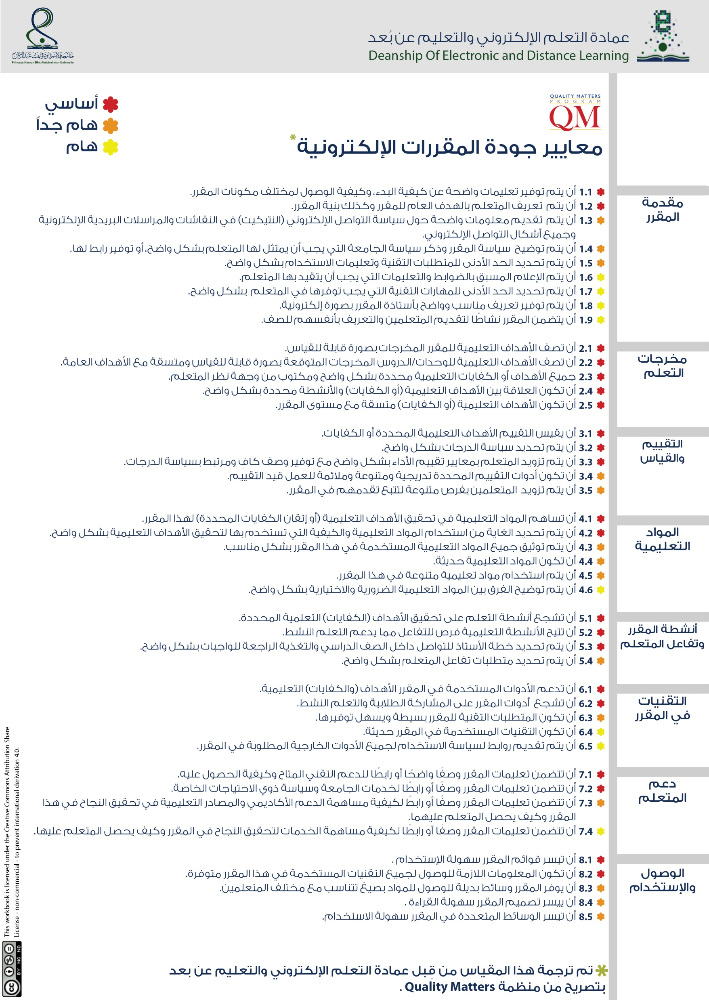 عمادة التعلم الإلكتروني والتعليم عن بُعد
Deanship Of Electronic and Distance Learning
جامعة الأميرة نورة بنت عبدالرحمن
Princess Nourah Bint Abdulrahman University
QUALITY MATTERS
PROGRAM
QM
معايير جودة المقررات الإلكترونية*
أساسي
هام جداً
هام
مقدمة
المقرر
1.1 أن يتم توفير تعليمات واضحة عن كيفية البدء، وكيفية الوصول لمختلف مكونات المقرر.
1.2 أن يتم تعريف المتعلم بالهدف العام للمقرر وكذلك بنية المقرر.
1.3 أن يتم تقديم معلومات واضحة حول سياسة التواصل الإلكتروني (النتيكيت) في النقاشات والمراسلات البريدية الإلكترونية
وجميع أشكال التواصل الإلكتروني.
1.4 أن يتم توضيح سياسة المقرر وذكر سياسة الجامعة التي يجب أن يمتثل لها المتعلم بشكل واضح، أو توفير رابط لها.
1.5 أن يتم تحديد الحد الأدنى للمتطلبات التقنية وتعليمات الاستخدام بشكل واضح.
1.6 أن يتم الإعلام المسبق بالضوابط والتعليمات التي يجب أن يتقيد بها المتعلم.
1.7 أن يتم تحديد الحد الأدنى للمهارات التقنية التي يجب توفرها في المتعلم بشكل واضح.
1.8 أن يتم توفير تعريف مناسب وواضح بأستاذة المقرر بصورة إلكترونية.
1.9 أن يتضمن المقرر نشاطًا لتقديم المتعلمين والتعريف بأنفسهم للصف.
مخرجات
التعلم
2.1 أن تصف الأهداف التعليمية للمقرر المخرجات بصورة قابلة للقياس.
2.2 أن تصف الأهداف التعليمية للوحدات/الدروس المخرجات المتوقعة بصورة قابلة للقياس ومتسقة مع الأهداف العامة.
2.3 جميع الأهداف أو الكفايات التعليمية محددة بشكل واضح ومكتوب من وجهة نظر المتعلم.
2.4 أن تكون العلاقة بين الأهداف التعليمية (أو الكفايات) والأنشطة محددة بشكل واضح.
2.5 أن تكون الأهداف التعليمية (أو الكفايات) متسقة مع مستوى المقرر.
التقييم
والقياس
3.1 أن يقيس التقييم الأهداف التعليمية المحددة أو الكفايات.
3.2 أن يتم تحديد سياسة الدرجات بشكل واضح.
3.3 أن يتم تزويد المتعلم بمعايير تقييم الأداء بشكل واضح مع توفير وصف كافٍ ومرتبط بسياسة الدرجات.
3.4 أن تكون أدوات التقييم المحددة تدريجية ومتنوعة وملائمة للعمل قيد التقييم.
3.5 أن يتم تزويد المتعلمين بفرص متنوعة لتتبع تقدمهم في المقرر.
المواد
التعليمية
4.1 أن تساهم المواد التعليمية في تحقيق الأهداف التعليمية (أو إتقان الكفايات المحددة) لهذا المقرر.
4.2 أن يتم تحديد الغاية من استخدام المواد التعليمية والكيفية التي تستخدم بها لتحقيق الأهداف التعليمية بشكل واضح.
4.3 أن يتم توثيق جميع المواد التعليمية المستخدمة في هذا المقرر بشكل مناسب.
4.4 أن تكون المواد التعليمية حديثة.
4.5 أن يتم استخدام مواد تعليمية متنوعة في هذا المقرر.
4.6 أن يتم توضيح الفرق بين المواد التعليمية الضرورية والاختيارية بشكل واضح.
أنشطة المقرر
وتفاعل المتعلم
5.1 أن تشجع أنشطة التعلم على تحقيق الأهداف (الكفايات) التعلمية المحددة.
5.2 أن تتيح الأنشطة التعليمية فرص للتفاعل مما يدعم التعلم النشط.
5.3 أن يتم تحديد خطة الأستاذ للتواصل داخل الصف الدراسي والتغذية الراجعة للواجبات بشكل واضح.
5.4 أن يتم تحديد متطلبات تفاعل المتعلم بشكل واضح.
التقنيات
في المقرر
6.1 أن تدعم الأدوات المستخدمة في المقرر الأهداف (والكفايات) التعليمية.
6.2 أن تشجع أدوات المقرر على المشاركة الطلابية والتعلم النشط.
6.3 أن تكون المتطلبات التقنية للمقرر بسيطة ويسهل توفيرها.
6.4 أن تكون التقنيات المستخدمة في المقرر حديثة.
6.5 أن يتم تقديم روابط لسياسة الاستخدام لجميع الأدوات الخارجية المطلوبة في المقرر.
دعم
المتعلم
7.1 أن تتضمن تعليمات المقرر وصفًا واضحًا أو رابطًا للدعم التقني المتاح وكيفية الحصول عليه.
7.2 أن تتضمن تعليمات المقرر وصفًا أو رابطًا لخدمات الجامعة وسياسة ذوي الاحتياجات الخاصة.
7.3 أن تتضمن تعليمات المقرر وصفًا أو رابطً لكيفية مساهمة الدعم الأكاديمي والمصادر التعليمية في تحقيق النجاح في هذا
المقرر وكيف يحصل المتعلم عليهما.
7.4 أن تتضمن تعليمات المقرر وصفًا أو رابطًا لكيفية مساهمة الخدمات لتحقيق النجاح في المقرر وكيف يحصل المتعلم عليها.
الوصول
والإستخدام
8.1 أن تيسر قوائم المقرر سهولة الإستخدام .
8.2 أن تكون المعلومات اللازمة للوصول لجميع التقنيات المستخدمة في هذا المقرر متوفرة.
8.3 أن يوفر المقرر وسائط بديلة للوصول للمواد بصيغ تتناسب مع مختلف المتعلمين.
8.4 أن ييسر تصميم المقرر سهولة القراءة .
8.5 أن تيسر الوسائط المتعددة في المقرر سهولة الاستخدام.
* تم ترجمة هذا المقياس من قِبل عمادة التعلم الإلكتروني والتعليم عن بعد
بتصريح من منظمة Quality Matters .
This workbook is licensed under the Creative Commons Attribution Share
License - non-commercial - to prevent international derivation 4.0.
cc
BY NC ND